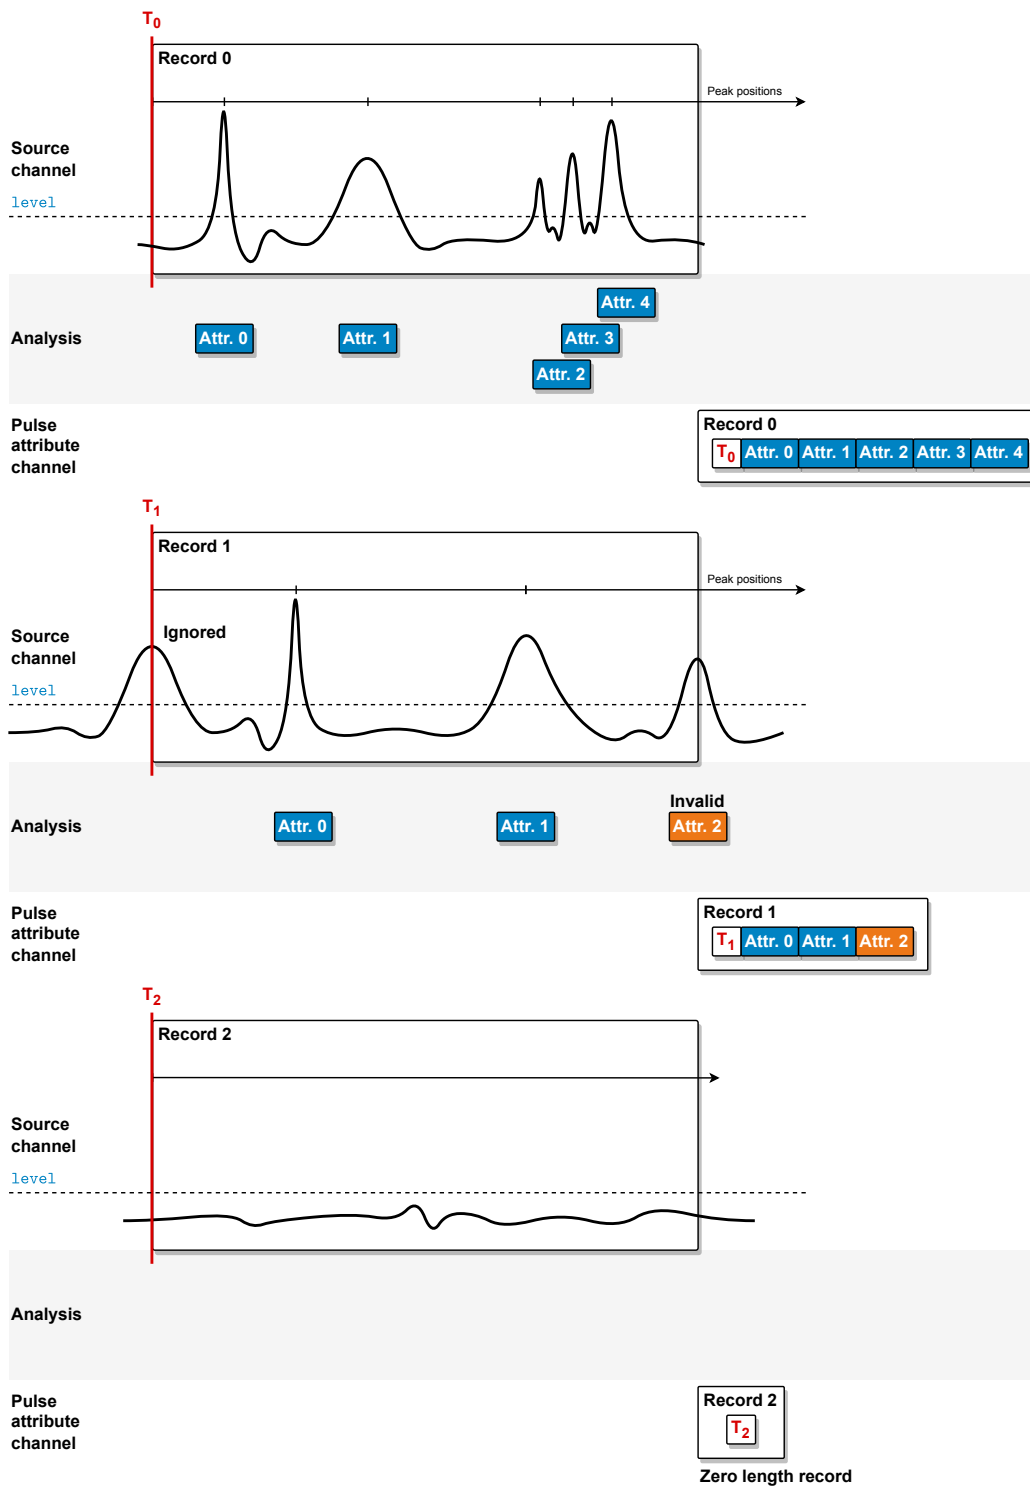 T0
Record 0
Peak positions
Source
channel
level
Attr. 4
Analysis
Attr. 0
Attr. 1
Attr. 3
Attr. 2
Pulse
attribute
channel
Record 0
T0 Attr. 0 Attr. 1 Attr. 2 Attr. 3 Attr. 4
T1
Record 1
Peak positions
Ignored
Source
channel
level
Invalid
Analysis
Attr. 0
Attr. 1
Attr. 2
Pulse
attribute
channel
Record 1
T1 Attr. 0 Attr. 1 Attr. 2
T2
Record 2
Source
channel
level
Analysis
Pulse
attribute
channel
Record 2
T2
Zero length record